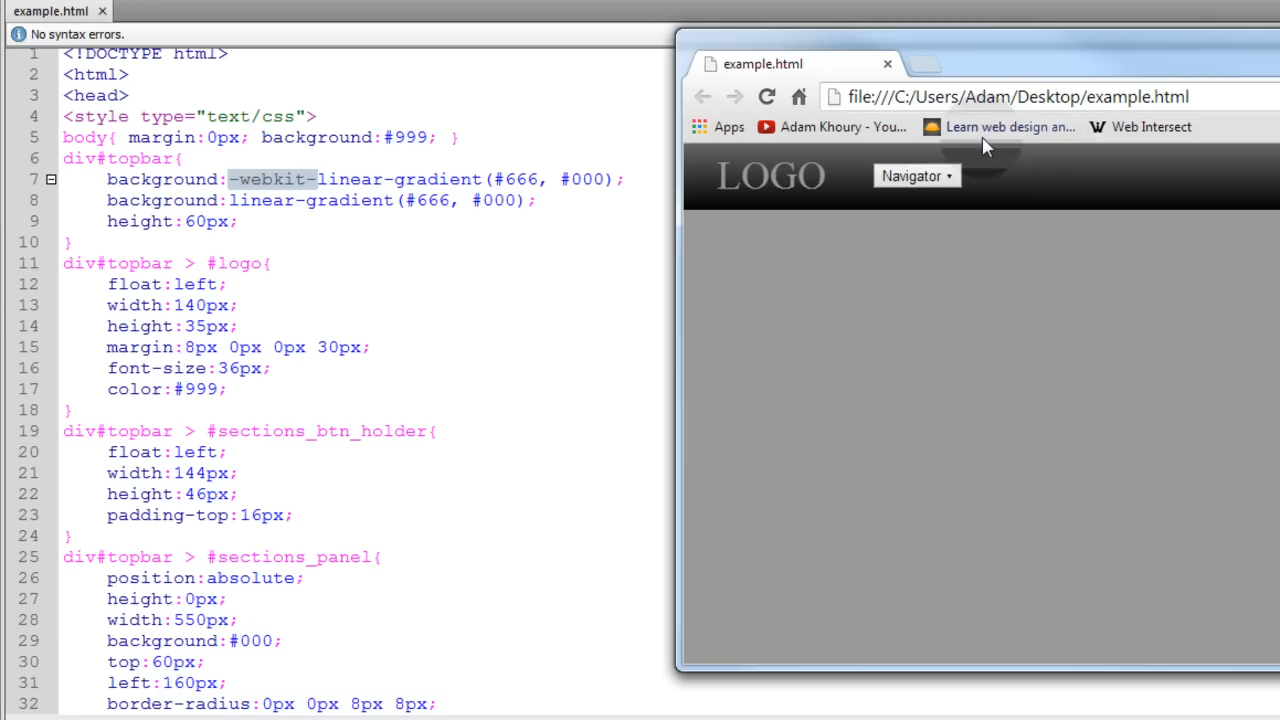 example.html
No syntax errors.
1 <!DOCTYPE html>
2 <html>
3 <head>
4 <style type="text/css">
5 body{ margin:0px; background:#999; }
6 div#topbar{
7 background:-webkit-linear-gradient(#666, #000);
8 background:linear-gradient(#666, #000);
9 height:60px;
10 }
11 div#topbar > #logo{
12 float:left;
13 width:140px;
14 height:35px;
15 margin:8px 0px 0px 30px;
16 font-size:36px;
17 color:#999;
18 }
19 div#topbar > #sections_btn_holder{
20 float:left;
21 width:144px;
22 height:46px;
23 padding-top:16px;
24 }
25 div#topbar > #sections_panel{
26 position:absolute;
27 height:0px;
28 width:550px;
29 background:#000;
30 top:60px;
31 left:160px;
32 border-radius:0px 0px 8px 8px;
example.html
file:///C:/Users/Adam/Desktop/example.html
Apps Adam Khoury - You... Learn web design an... Web Intersect
LOGO Navigator ▾